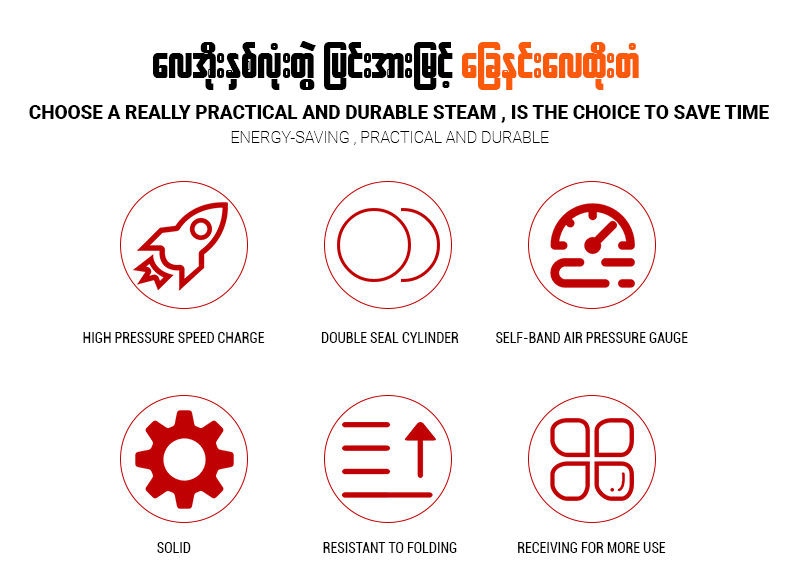 လေအိုးနှစ်လုံးတွဲ ပြင်းအားမြှင့် ခြေနင်းလေထိုးတံ
CHOOSE A REALLY PRACTICAL AND DURABLE STEAM , IS THE CHOICE TO SAVE TIME
ENERGY-SAVING , PRACTICAL AND DURABLE
HIGH PRESSURE SPEED CHARGE
DOUBLE SEAL CYLINDER
SELF-BAND AIR PRESSURE GAUGE
SOLID
RESISTANT TO FOLDING
RECEIVING FOR MORE USE